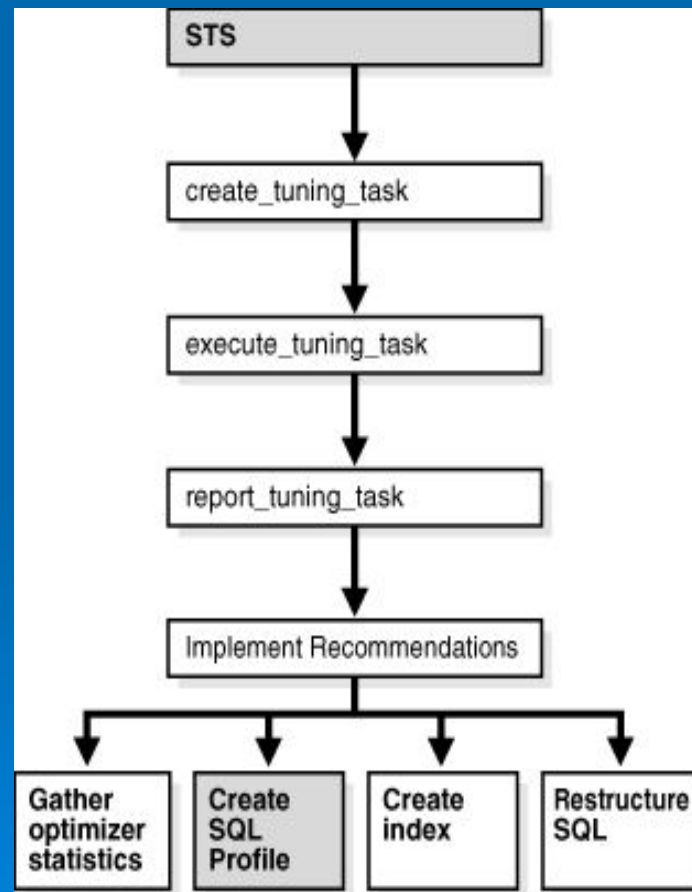 STS
create_tuning_task
execute_tuning_task
report_tuning_task
Implement Recommendations
Gather
optimizer
statistics
Create
SQL
Profile
Create
index
Restructure
SQL